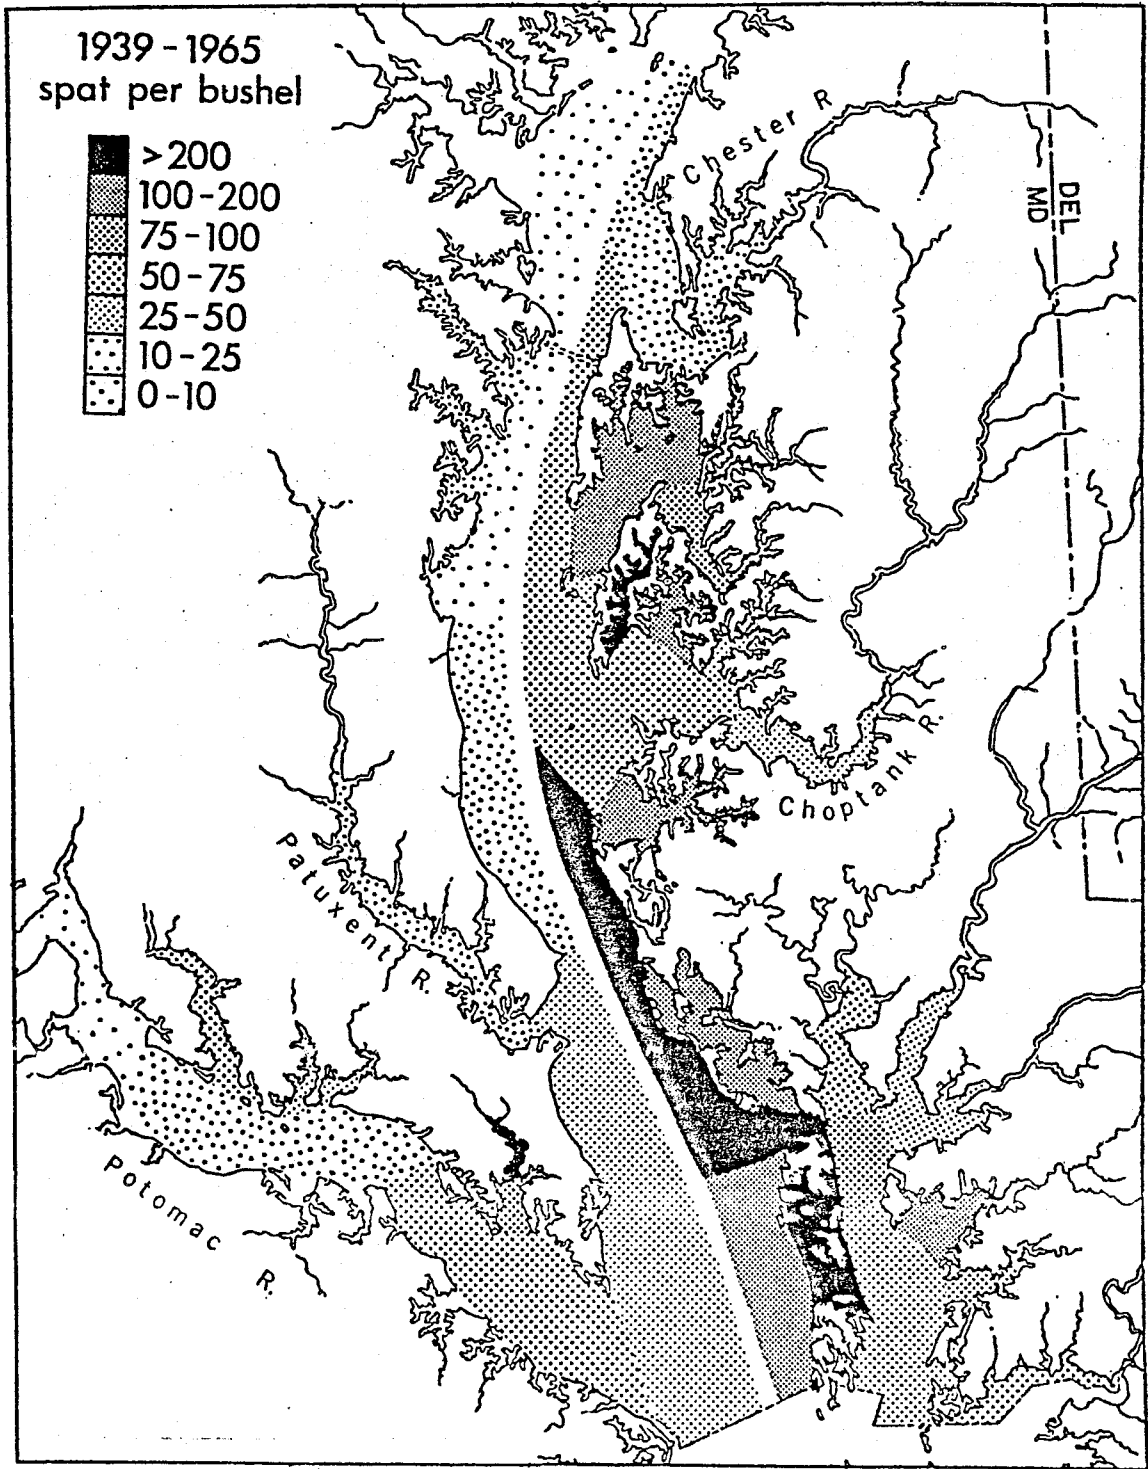 1939-1965
spat per bushel
>200
100-200
75-100
50-75
25-50
10-25
0-10
Chester R
DEL
MD
Choptank R.
Patuxent R.
Potomac R.